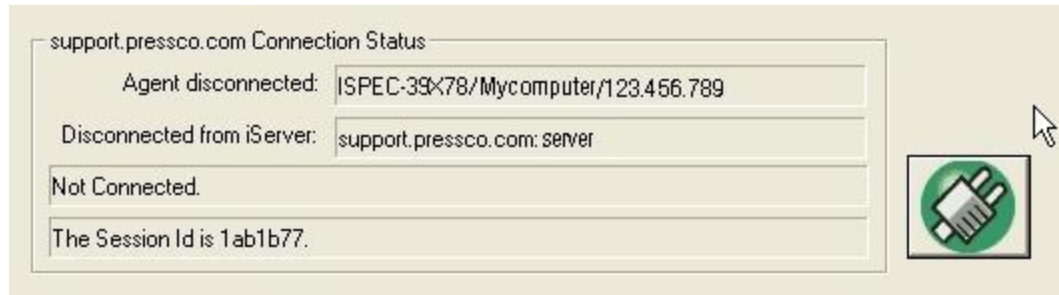 support.pressco.com Connection Status
Agent disconnected: ISPEC-39X78/Mycomputer/123.456.789
Disconnected from iServer: support.pressco.com: server
Not Connected.
The Session Id is 1ab1b77.